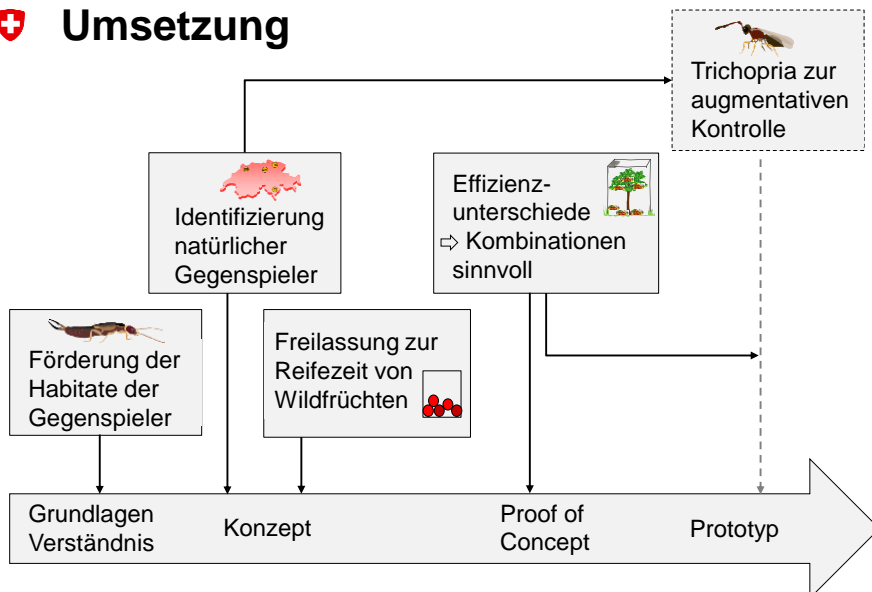 Umsetzung
Trichopria zur
augmentativen
Kontrolle
Identifizierung
natürlicher
Gegenspieler
Effizienz-
unterschiede
⇨ Kombinationen
sinnvoll
Förderung der
Habitate der
Gegenspieler
Freilassung zur
Reifezeit von
Wildfrüchten
Grundlagen
Verständnis
Konzept
Proof of
Concept
Prototyp